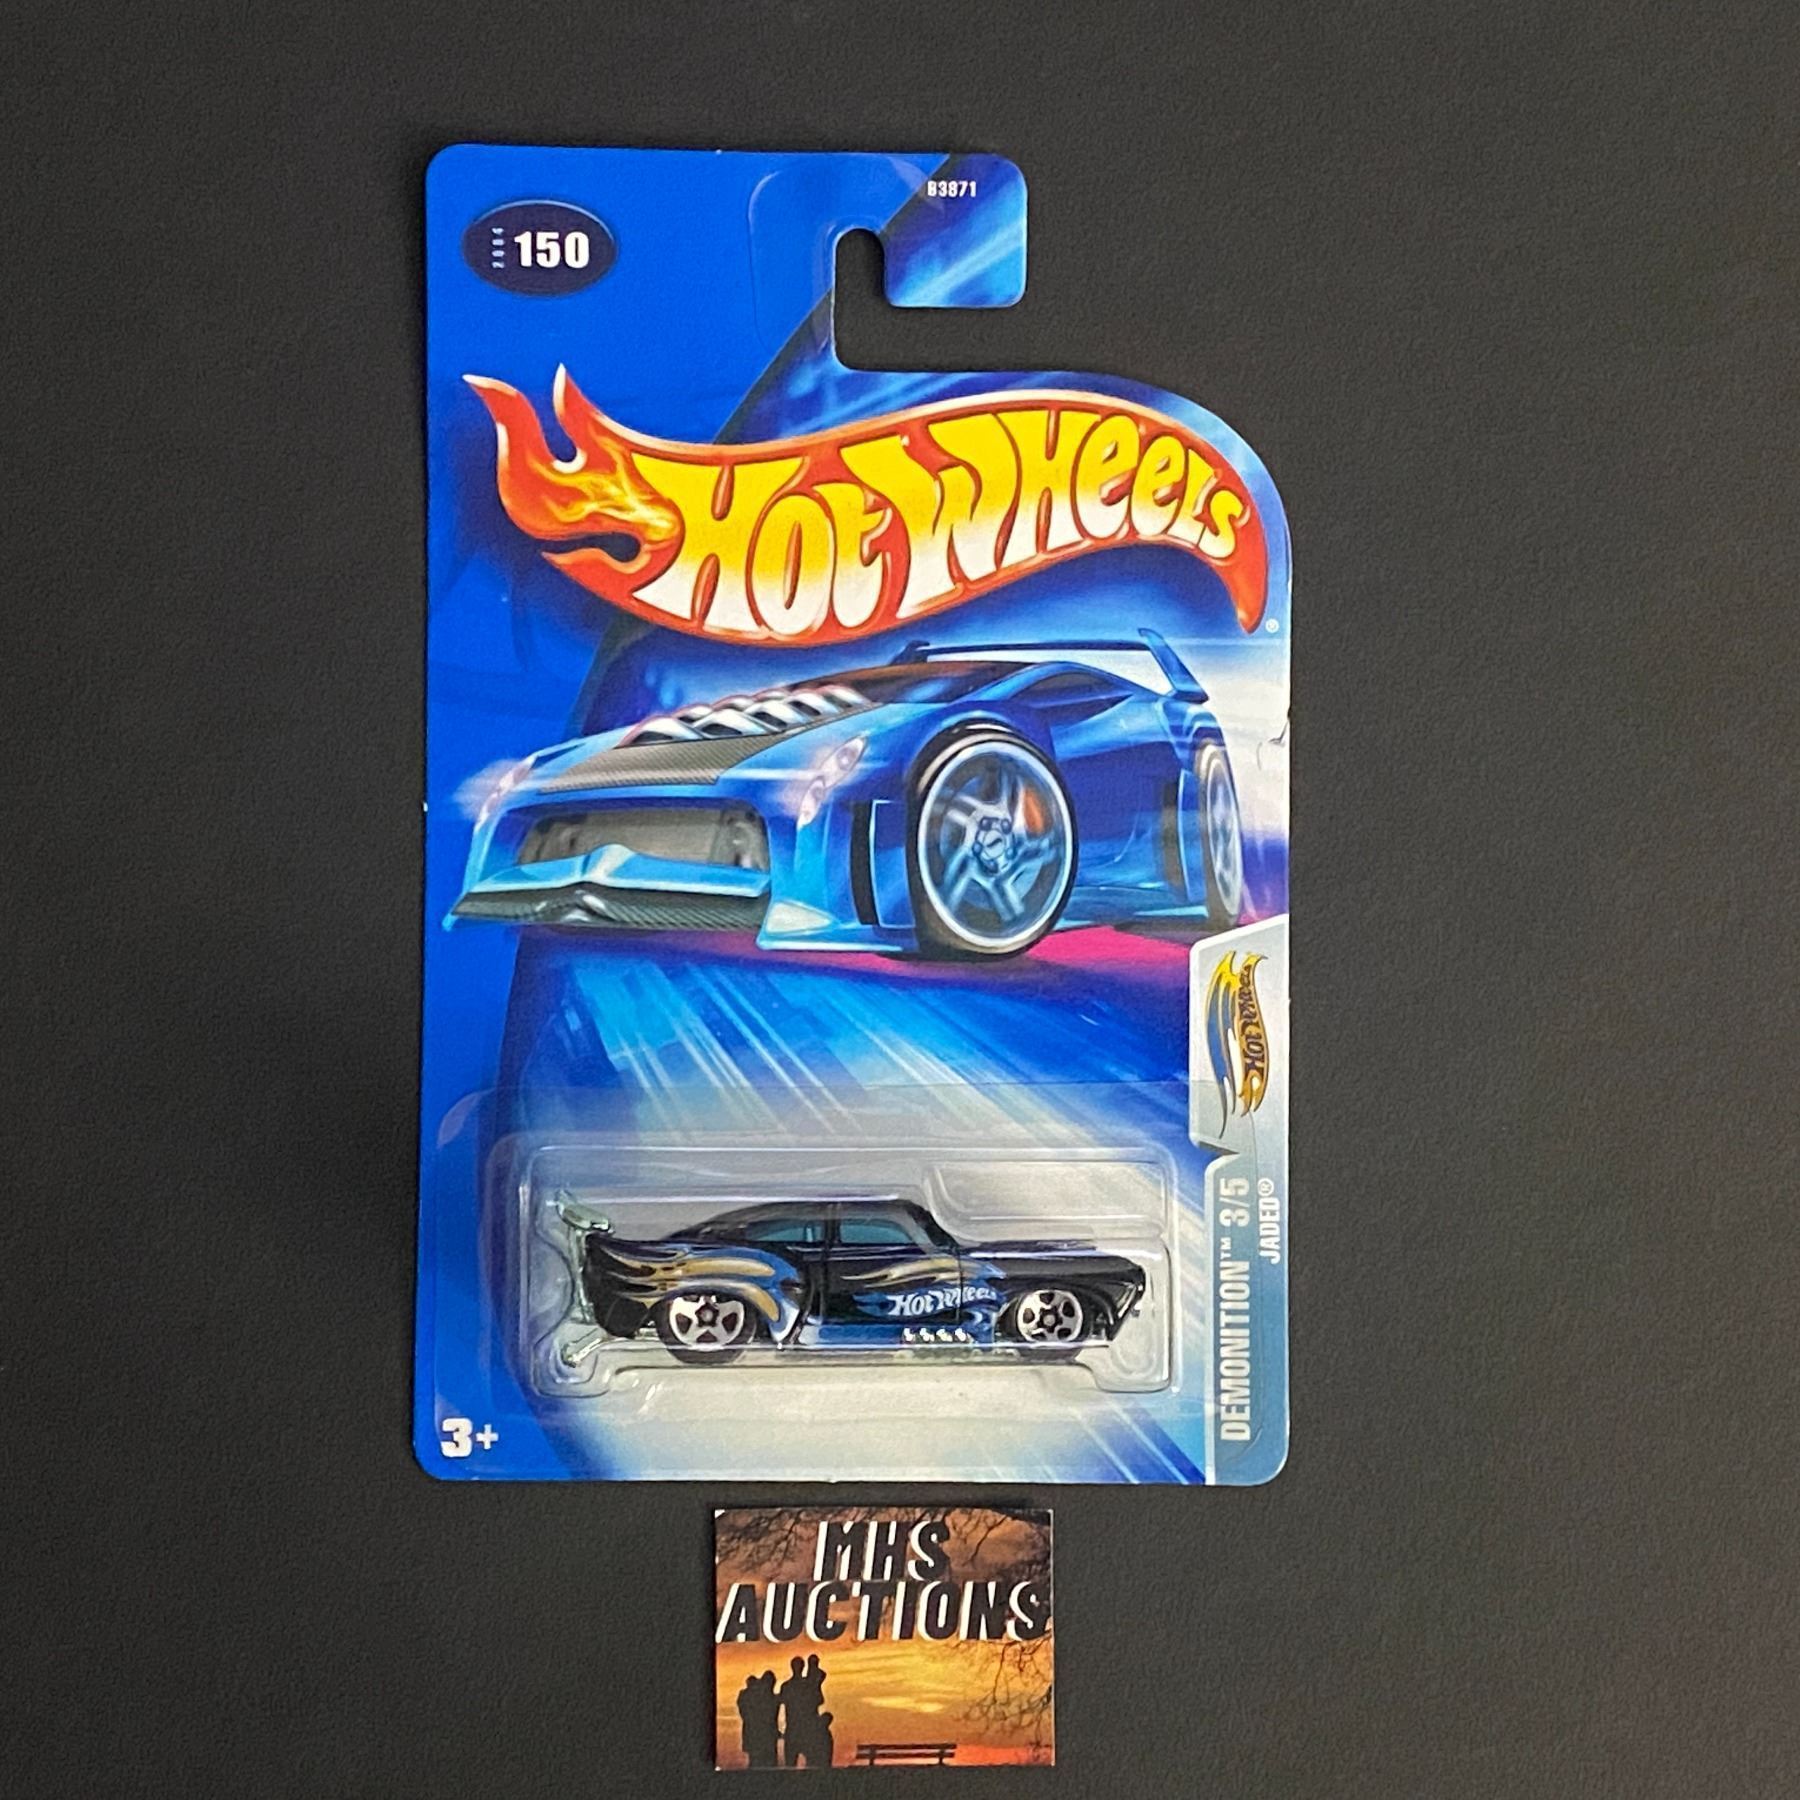 B3871
2004 150
HOT WHEELS
®
HOT WHEELS
DEMONITION™ 3/5
JADED®
HOT WHEELS
3+
MHS
AUCTIONS